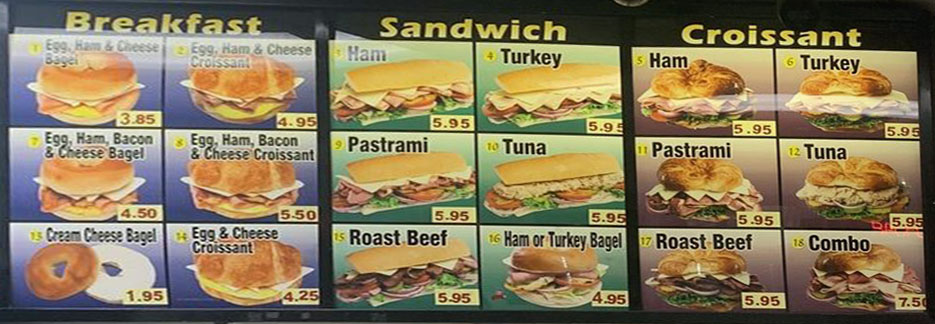 Breakfast
Sandwich
Croissant
1 Egg, Ham & Cheese
Bagel
3.85
2 Egg, Ham & Cheese
Croissant
4.95
3 Ham
5.95
4 Turkey
5.95
5 Ham
5.95
6 Turkey
5.95
7 Egg, Ham, Bacon
& Cheese Bagel
4.50
8 Egg, Ham, Bacon
& Cheese Croissant
5.50
9 Pastrami
5.95
10 Tuna
5.95
11 Pastrami
5.95
12 Tuna
5.95
13 Cream Cheese Bagel
1.95
14 Egg & Cheese
Croissant
4.25
15 Roast Beef
5.95
16 Ham or Turkey Bagel
4.95
17 Roast Beef
5.95
18 Combo
7.50